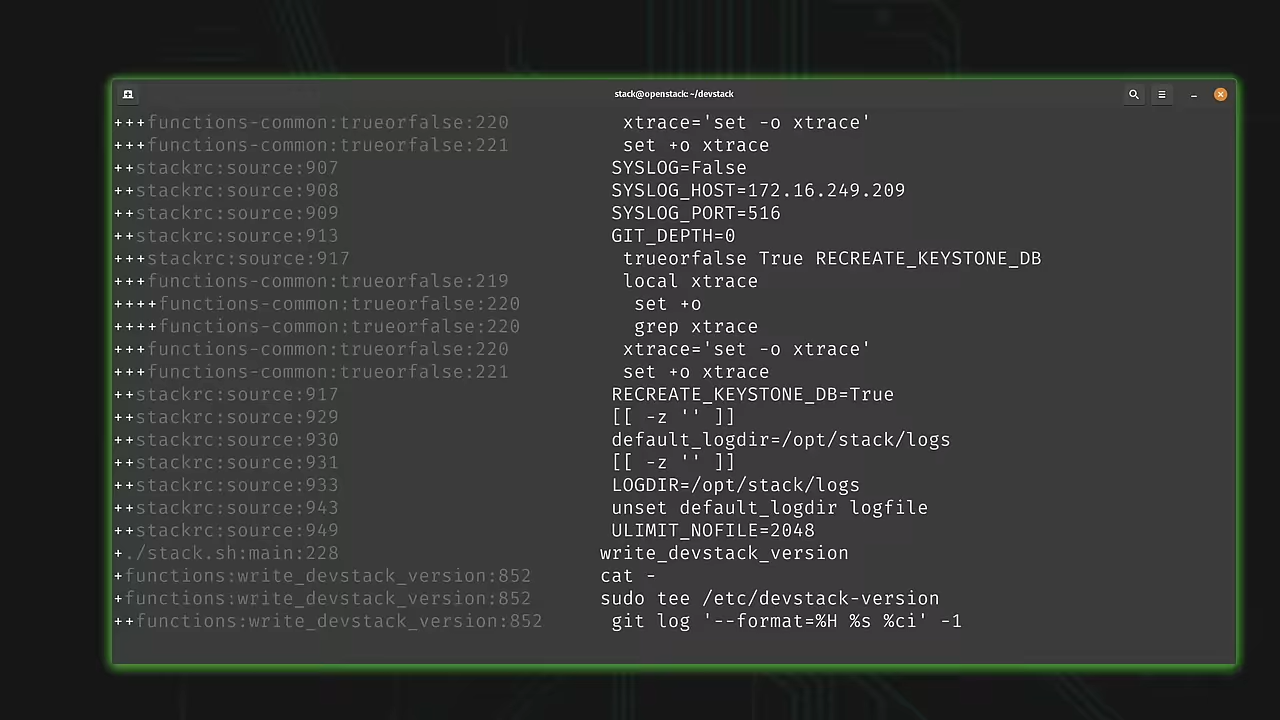 stack@openstack: ~/devstack
+++functions-common:trueorfalse:220 xtrace='set -o xtrace'
+++functions-common:trueorfalse:221 set +o xtrace
++stackrc:source:907 SYSLOG=False
++stackrc:source:908 SYSLOG_HOST=172.16.249.209
++stackrc:source:909 SYSLOG_PORT=516
++stackrc:source:913 GIT_DEPTH=0
+++stackrc:source:917 trueorfalse True RECREATE_KEYSTONE_DB
+++functions-common:trueorfalse:219 local xtrace
++++functions-common:trueorfalse:220 set +o
++++functions-common:trueorfalse:220 grep xtrace
+++functions-common:trueorfalse:220 xtrace='set -o xtrace'
+++functions-common:trueorfalse:221 set +o xtrace
++stackrc:source:917 RECREATE_KEYSTONE_DB=True
++stackrc:source:929 [[ -z '' ]]
++stackrc:source:930 default_logdir=/opt/stack/logs
++stackrc:source:931 [[ -z '' ]]
++stackrc:source:933 LOGDIR=/opt/stack/logs
++stackrc:source:943 unset default_logdir logfile
++stackrc:source:949 ULIMIT_NOFILE=2048
+./stack.sh:main:228 write_devstack_version
+functions:write_devstack_version:852 cat -
+functions:write_devstack_version:852 sudo tee /etc/devstack-version
++functions:write_devstack_version:852 git log '--format=%H %s %ci' -1